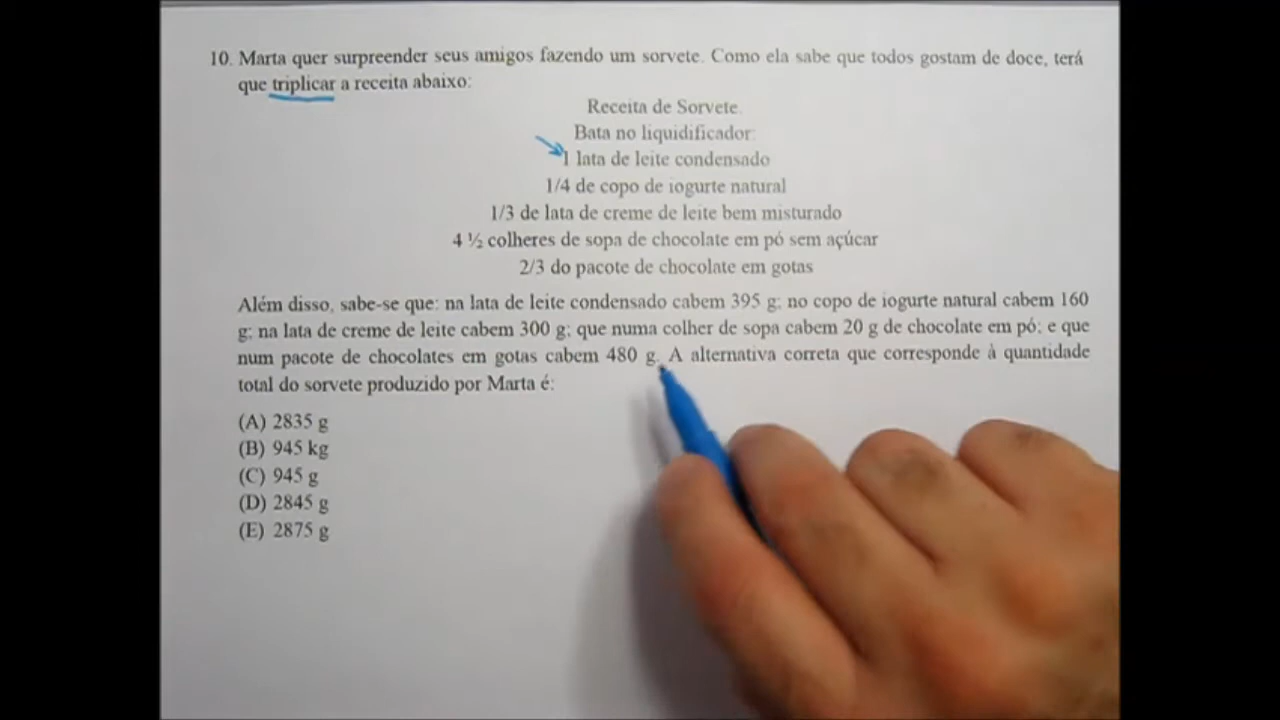 10. Marta quer surpreender seus amigos fazendo um sorvete. Como ela sabe que todos gostam de doce, terá
que triplicar a receita abaixo:
Receita de Sorvete.
Bata no liquidificador:
1 lata de leite condensado
1/4 de copo de iogurte natural
1/3 de lata de creme de leite bem misturado
4 ½ colheres de sopa de chocolate em pó sem açúcar
2/3 do pacote de chocolate em gotas
Além disso, sabe-se que: na lata de leite condensado cabem 395 g; no copo de iogurte natural cabem 160
g; na lata de creme de leite cabem 300 g; que numa colher de sopa cabem 20 g de chocolate em pó; e que
num pacote de chocolates em gotas cabem 480 g. A alternativa correta que corresponde à quantidade
total do sorvete produzido por Marta é:
(A) 2835 g
(B) 945 kg
(C) 945 g
(D) 2845 g
(E) 2875 g